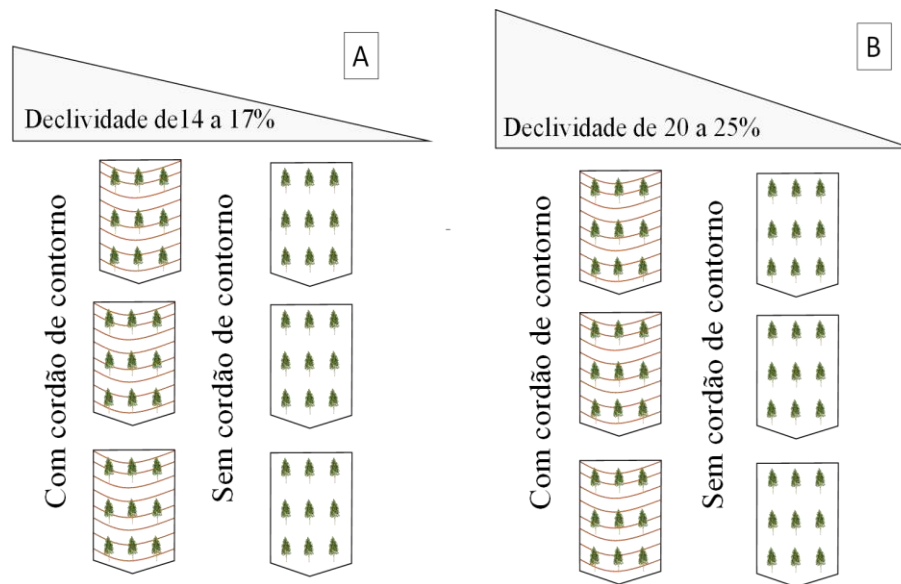 A
Declividade de14 a 17%
Com cordão de contorno
Sem cordão de contorno
B
Declividade de 20 a 25%
Com cordão de contorno
Sem cordão de contorno